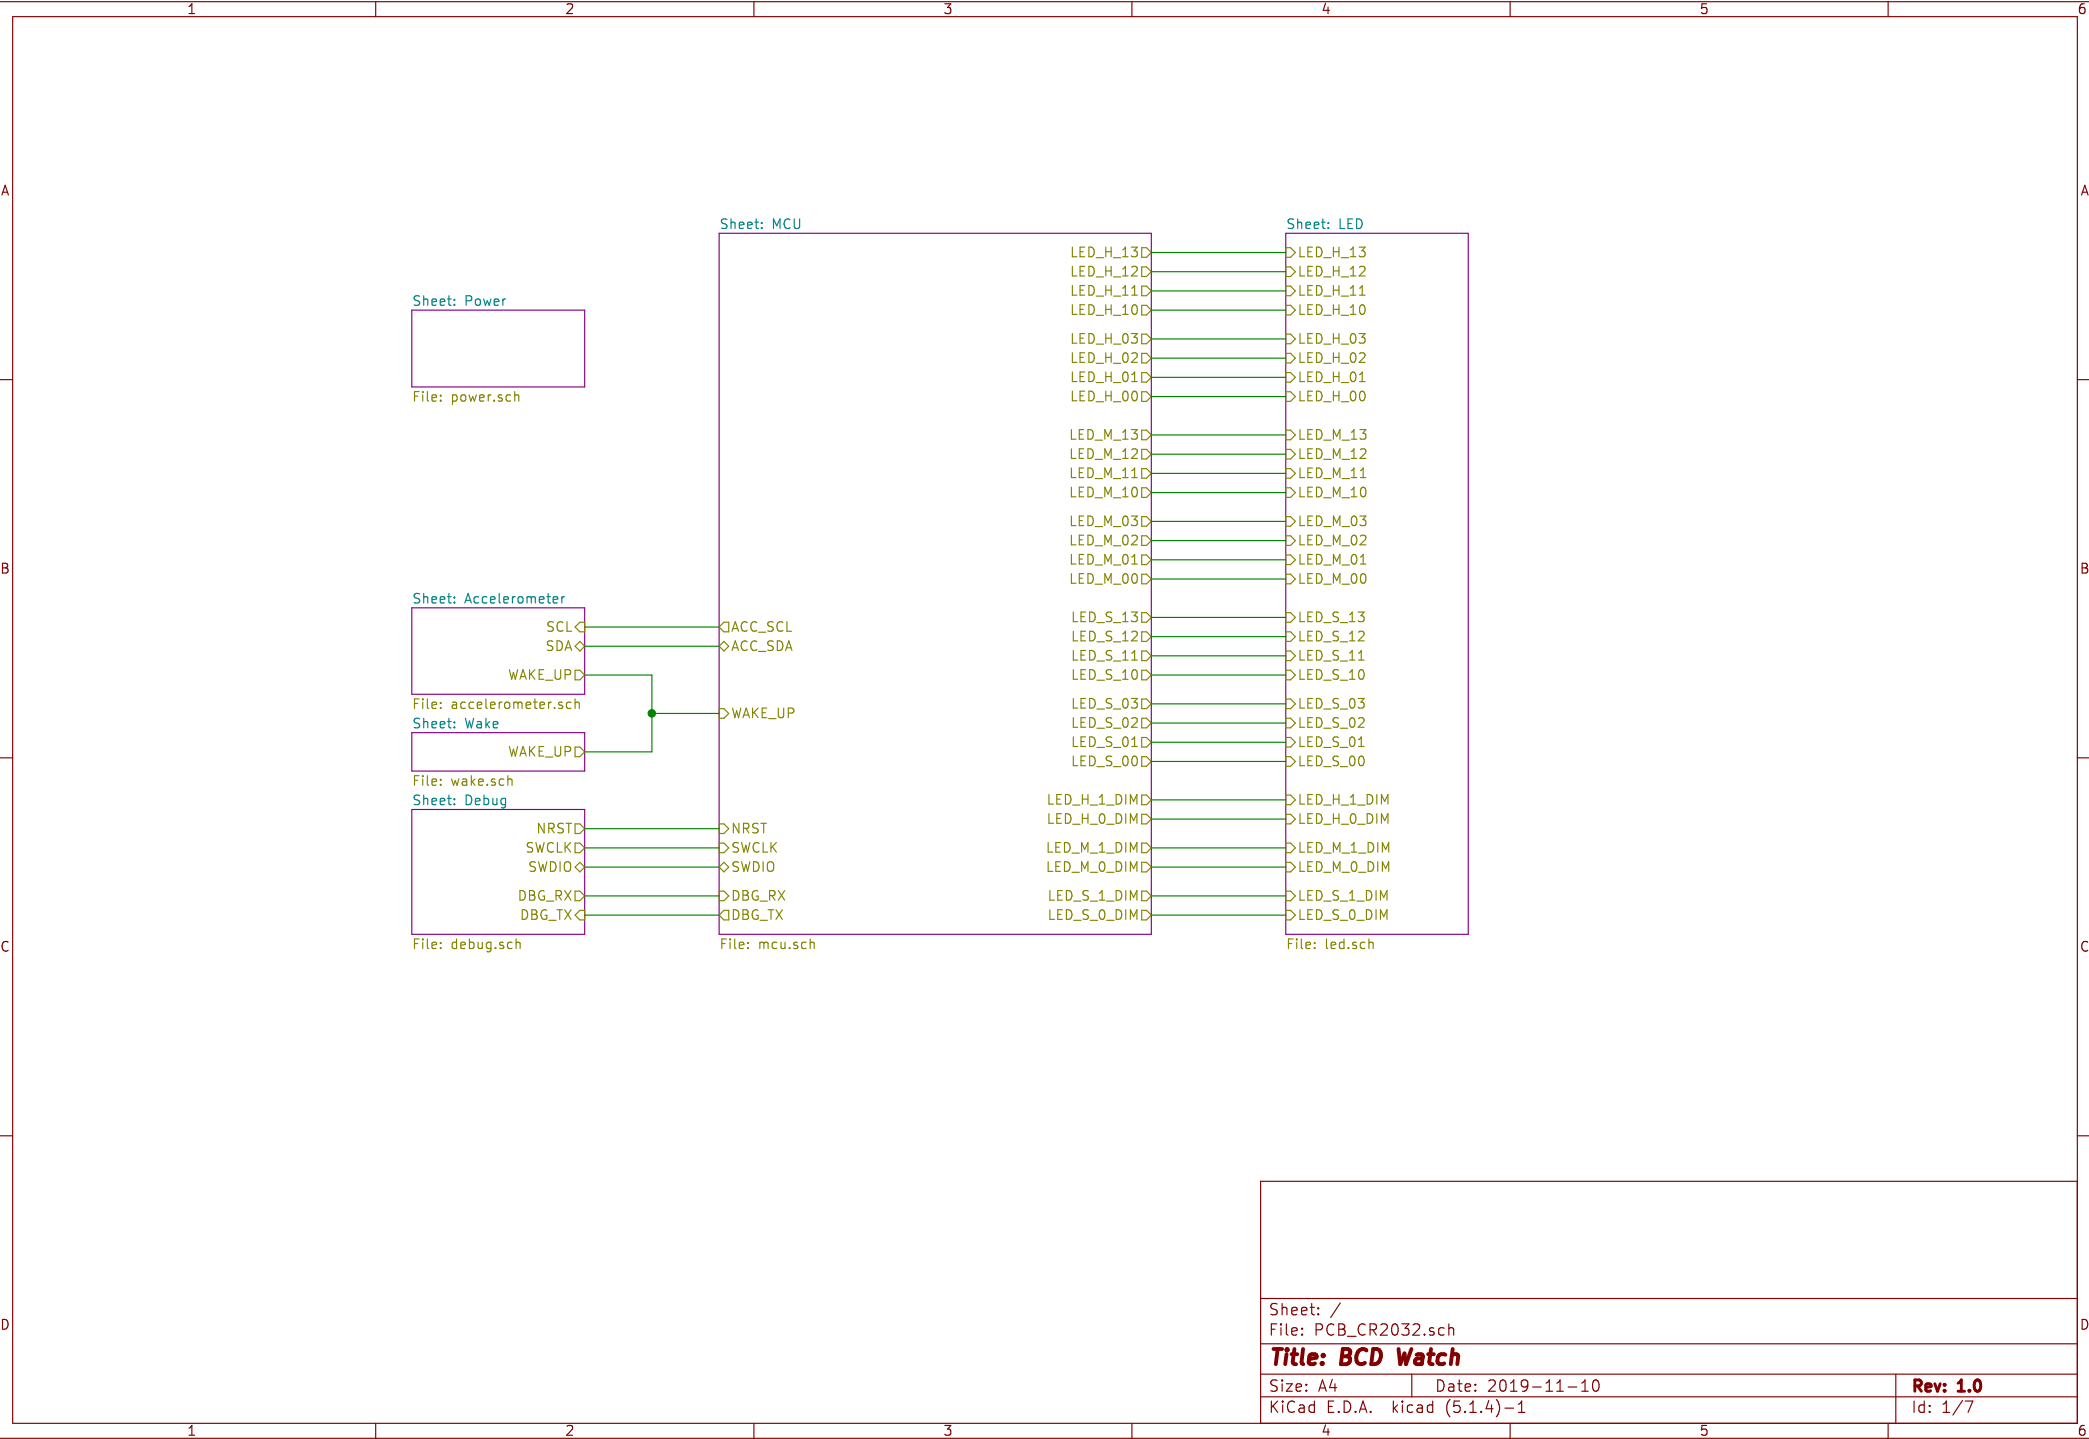 1 2 3 4 5 6
A A
Sheet: MCU
Sheet: LED
LED_H_13 LED_H_13
LED_H_12 LED_H_12
LED_H_11 LED_H_11
LED_H_10 LED_H_10
Sheet: Power
File: power.sch
LED_H_03 LED_H_03
LED_H_02 LED_H_02
LED_H_01 LED_H_01
LED_H_00 LED_H_00
LED_M_13 LED_M_13
LED_M_12 LED_M_12
LED_M_11 LED_M_11
LED_M_10 LED_M_10
LED_M_03 LED_M_03
LED_M_02 LED_M_02
LED_M_01 LED_M_01
LED_M_00 LED_M_00
B B
Sheet: Accelerometer
SCL ACC_SCL
SDA ACC_SDA
WAKE_UP
File: accelerometer.sch
WAKE_UP
Sheet: Wake
WAKE_UP
File: wake.sch
LED_S_13 LED_S_13
LED_S_12 LED_S_12
LED_S_11 LED_S_11
LED_S_10 LED_S_10
LED_S_03 LED_S_03
LED_S_02 LED_S_02
LED_S_01 LED_S_01
LED_S_00 LED_S_00
Sheet: Debug
NRST NRST
SWCLK SWCLK
SWDIO SWDIO
DBG_RX DBG_RX
DBG_TX DBG_TX
File: debug.sch
LED_H_1_DIM LED_H_1_DIM
LED_H_0_DIM LED_H_0_DIM
LED_M_1_DIM LED_M_1_DIM
LED_M_0_DIM LED_M_0_DIM
LED_S_1_DIM LED_S_1_DIM
LED_S_0_DIM LED_S_0_DIM
File: mcu.sch
File: led.sch
C C
D D
Sheet: /
File: PCB_CR2032.sch
Title: BCD Watch
Size: A4 Date: 2019-11-10 Rev: 1.0
KiCad E.D.A. kicad (5.1.4)-1 Id: 1/7
1 2 3 4 5 6